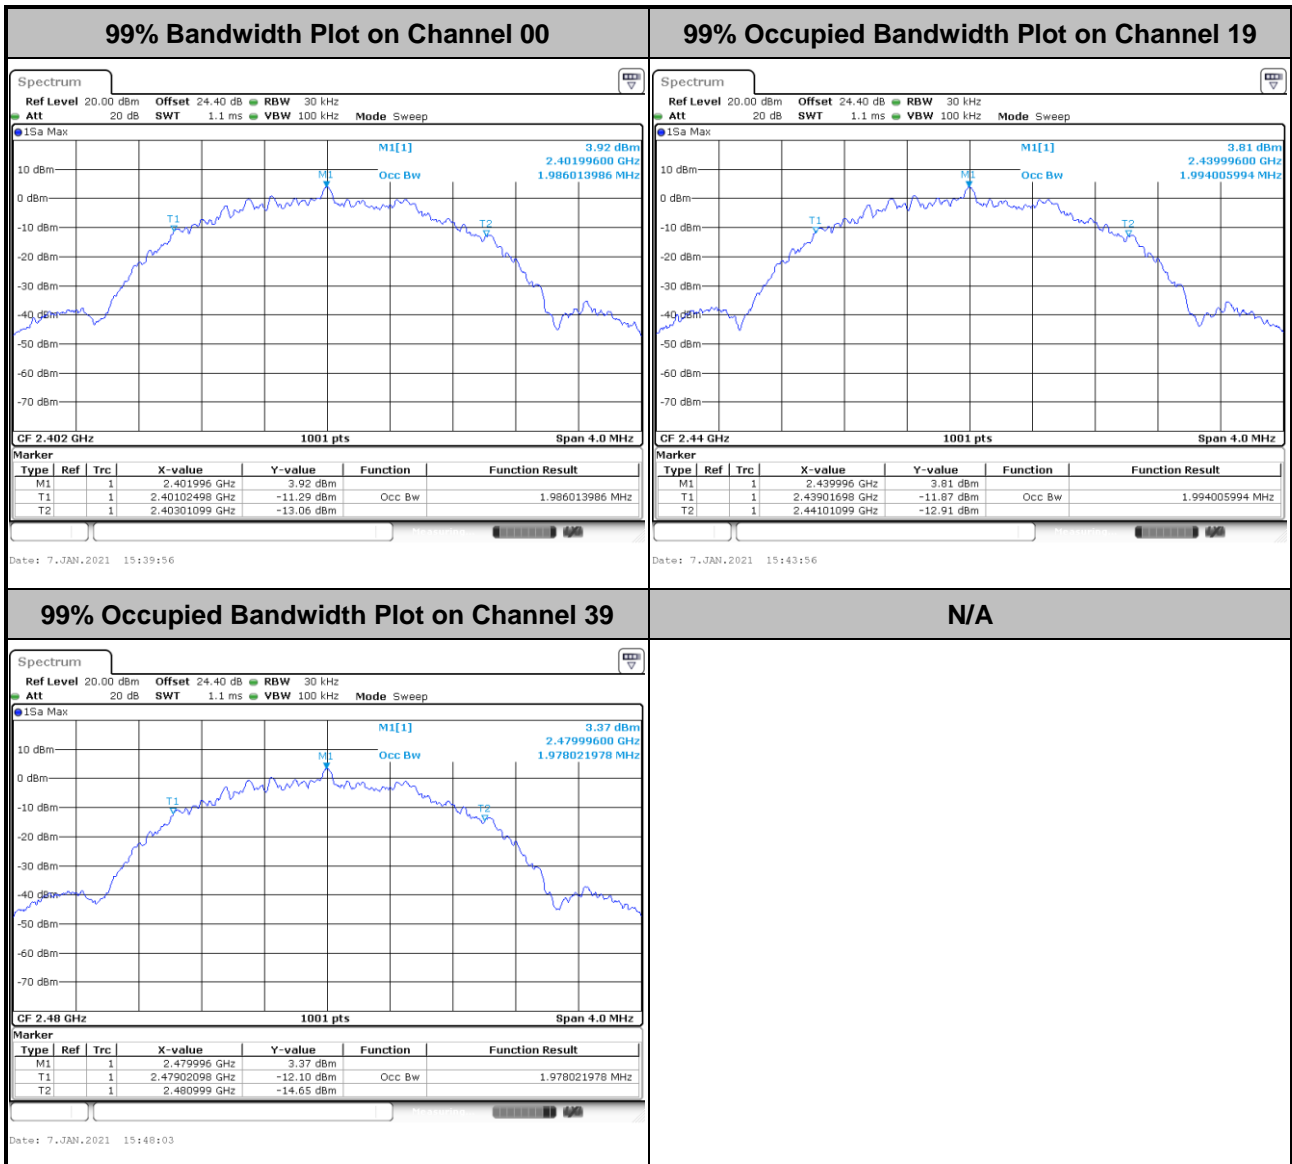 99% Bandwidth Plot on Channel 00
Spectrum
Ref Level 20.00 dBm Offset 24.40 dB RBW 30 kHz
Att 20 dB SWT 1.1 ms VBW 100 kHz Mode Sweep
1Sa Max
M1[1] 3.92 dBm
2.40199600 GHz
Occ Bw 1.986013986 MHz
10 dBm
M1
0 dBm
T1
T2
-10 dBm
-20 dBm
-30 dBm
-40 dBm
-50 dBm
-60 dBm
-70 dBm
CF 2.402 GHz 1001 pts Span 4.0 MHz
Marker
Type Ref Trc X-value Y-value Function Function Result
M1 1 2.401996 GHz 3.92 dBm
T1 1 2.40102498 GHz -11.29 dBm Occ Bw 1.986013986 MHz
T2 1 2.40301099 GHz -13.06 dBm
Measuring...
Date: 7.JAN.2021 15:39:56
99% Occupied Bandwidth Plot on Channel 19
Spectrum
Ref Level 20.00 dBm Offset 24.40 dB RBW 30 kHz
Att 20 dB SWT 1.1 ms VBW 100 kHz Mode Sweep
1Sa Max
M1[1] 3.81 dBm
2.43999600 GHz
Occ Bw 1.994005994 MHz
10 dBm
M1
0 dBm
T1
T2
-10 dBm
-20 dBm
-30 dBm
-40 dBm
-50 dBm
-60 dBm
-70 dBm
CF 2.44 GHz 1001 pts Span 4.0 MHz
Marker
Type Ref Trc X-value Y-value Function Function Result
M1 1 2.439996 GHz 3.81 dBm
T1 1 2.43901698 GHz -11.87 dBm Occ Bw 1.994005994 MHz
T2 1 2.44101099 GHz -12.91 dBm
Measuring...
Date: 7.JAN.2021 15:43:56
99% Occupied Bandwidth Plot on Channel 39
Spectrum
Ref Level 20.00 dBm Offset 24.40 dB RBW 30 kHz
Att 20 dB SWT 1.1 ms VBW 100 kHz Mode Sweep
1Sa Max
M1[1] 3.37 dBm
2.47999600 GHz
Occ Bw 1.978021978 MHz
10 dBm
M1
0 dBm
T1
T2
-10 dBm
-20 dBm
-30 dBm
-40 dBm
-50 dBm
-60 dBm
-70 dBm
CF 2.48 GHz 1001 pts Span 4.0 MHz
Marker
Type Ref Trc X-value Y-value Function Function Result
M1 1 2.479996 GHz 3.37 dBm
T1 1 2.47902098 GHz -12.10 dBm Occ Bw 1.978021978 MHz
T2 1 2.480999 GHz -14.65 dBm
Measuring...
Date: 7.JAN.2021 15:48:03
N/A